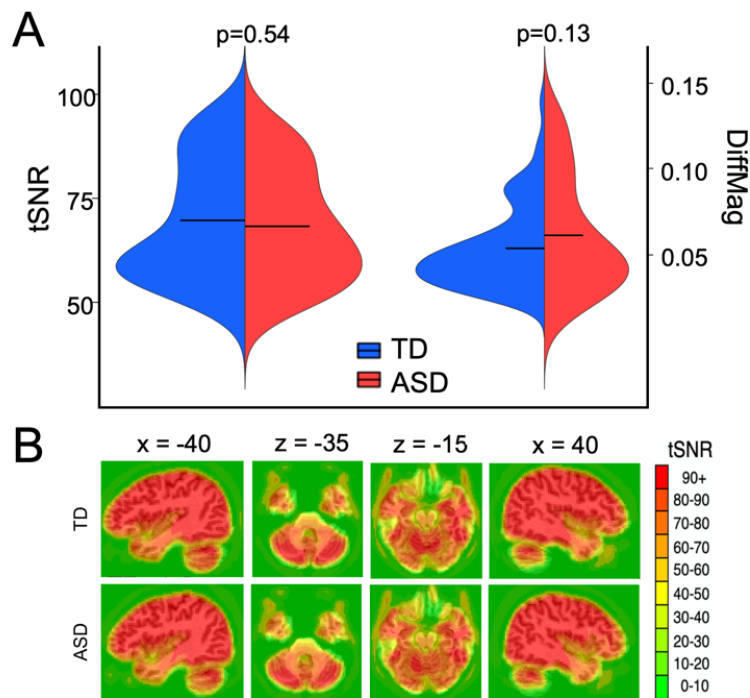 A
p=0.54
p=0.13
100
75
50
tSNR
0.15
0.10
0.05
DiffMag
TD
ASD
B
x = -40
z = -35
z = -15
x = 40
tSNR
TD
ASD
90+
80-90
70-80
60-70
50-60
40-50
30-40
20-30
10-20
0-10